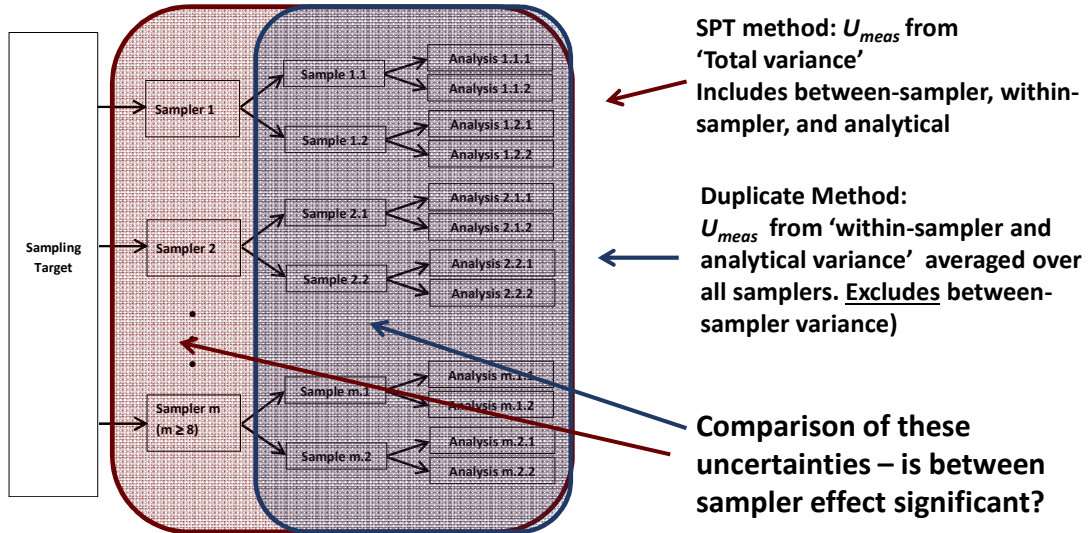 Sampling
Target
Sampler 1
Sampler 2
•
•
Sampler m
(m ≥ 8)
Sample 1.1
Sample 1.2
Sample 2.1
Sample 2.2
Sample m.1
Sample m.2
Analysis 1.1.1
Analysis 1.1.2
Analysis 1.2.1
Analysis 1.2.2
Analysis 2.1.1
Analysis 2.1.2
Analysis 2.2.1
Analysis 2.2.2
Analysis m.1.1
Analysis m.1.2
Analysis m.2.1
Analysis m.2.2
SPT method: Umeas from
‘Total variance’
Includes between-sampler, within-
sampler, and analytical
Duplicate Method:
Umeas from ‘within-sampler and
analytical variance’ averaged over
all samplers. Excludes between-
sampler variance)
Comparison of these
uncertainties – is between
sampler effect significant?